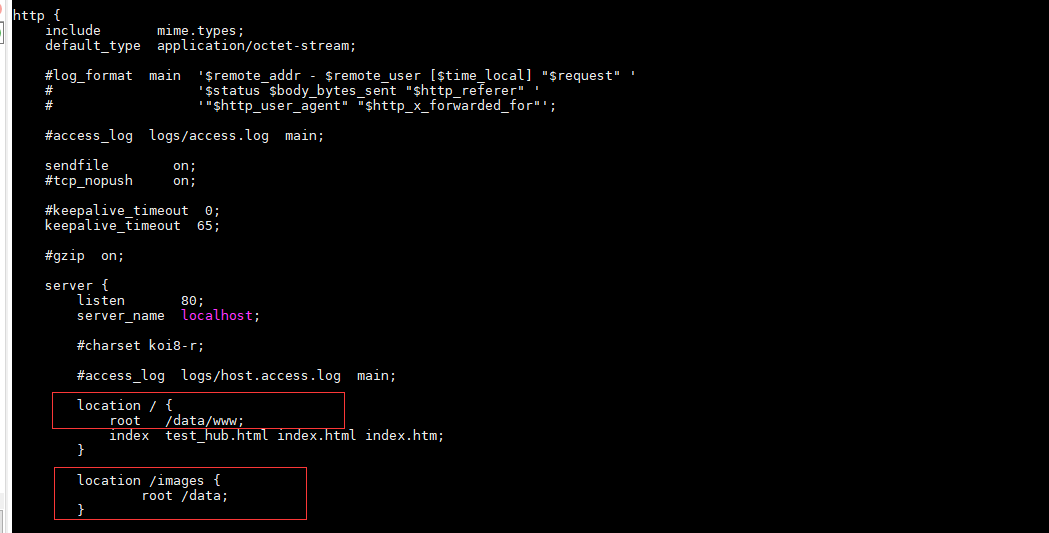 http {
    include       mime.types;
    default_type  application/octet-stream;
    #log_format  main  '$remote_addr - $remote_user [$time_local] "$request" '
    #                  '$status $body_bytes_sent "$http_referer" '
    #                  '"$http_user_agent" "$http_x_forwarded_for"';
    #access_log  logs/access.log  main;
    sendfile        on;
    #tcp_nopush     on;
    #keepalive_timeout  0;
    keepalive_timeout  65;
    #gzip  on;
    server {
        listen       80;
        server_name  localhost;
        #charset koi8-r;
        #access_log  logs/host.access.log  main;
        location / {
            root   /data/www;
            index  test_hub.html index.html index.htm;
        }
        location /images {
                root /data;
        }